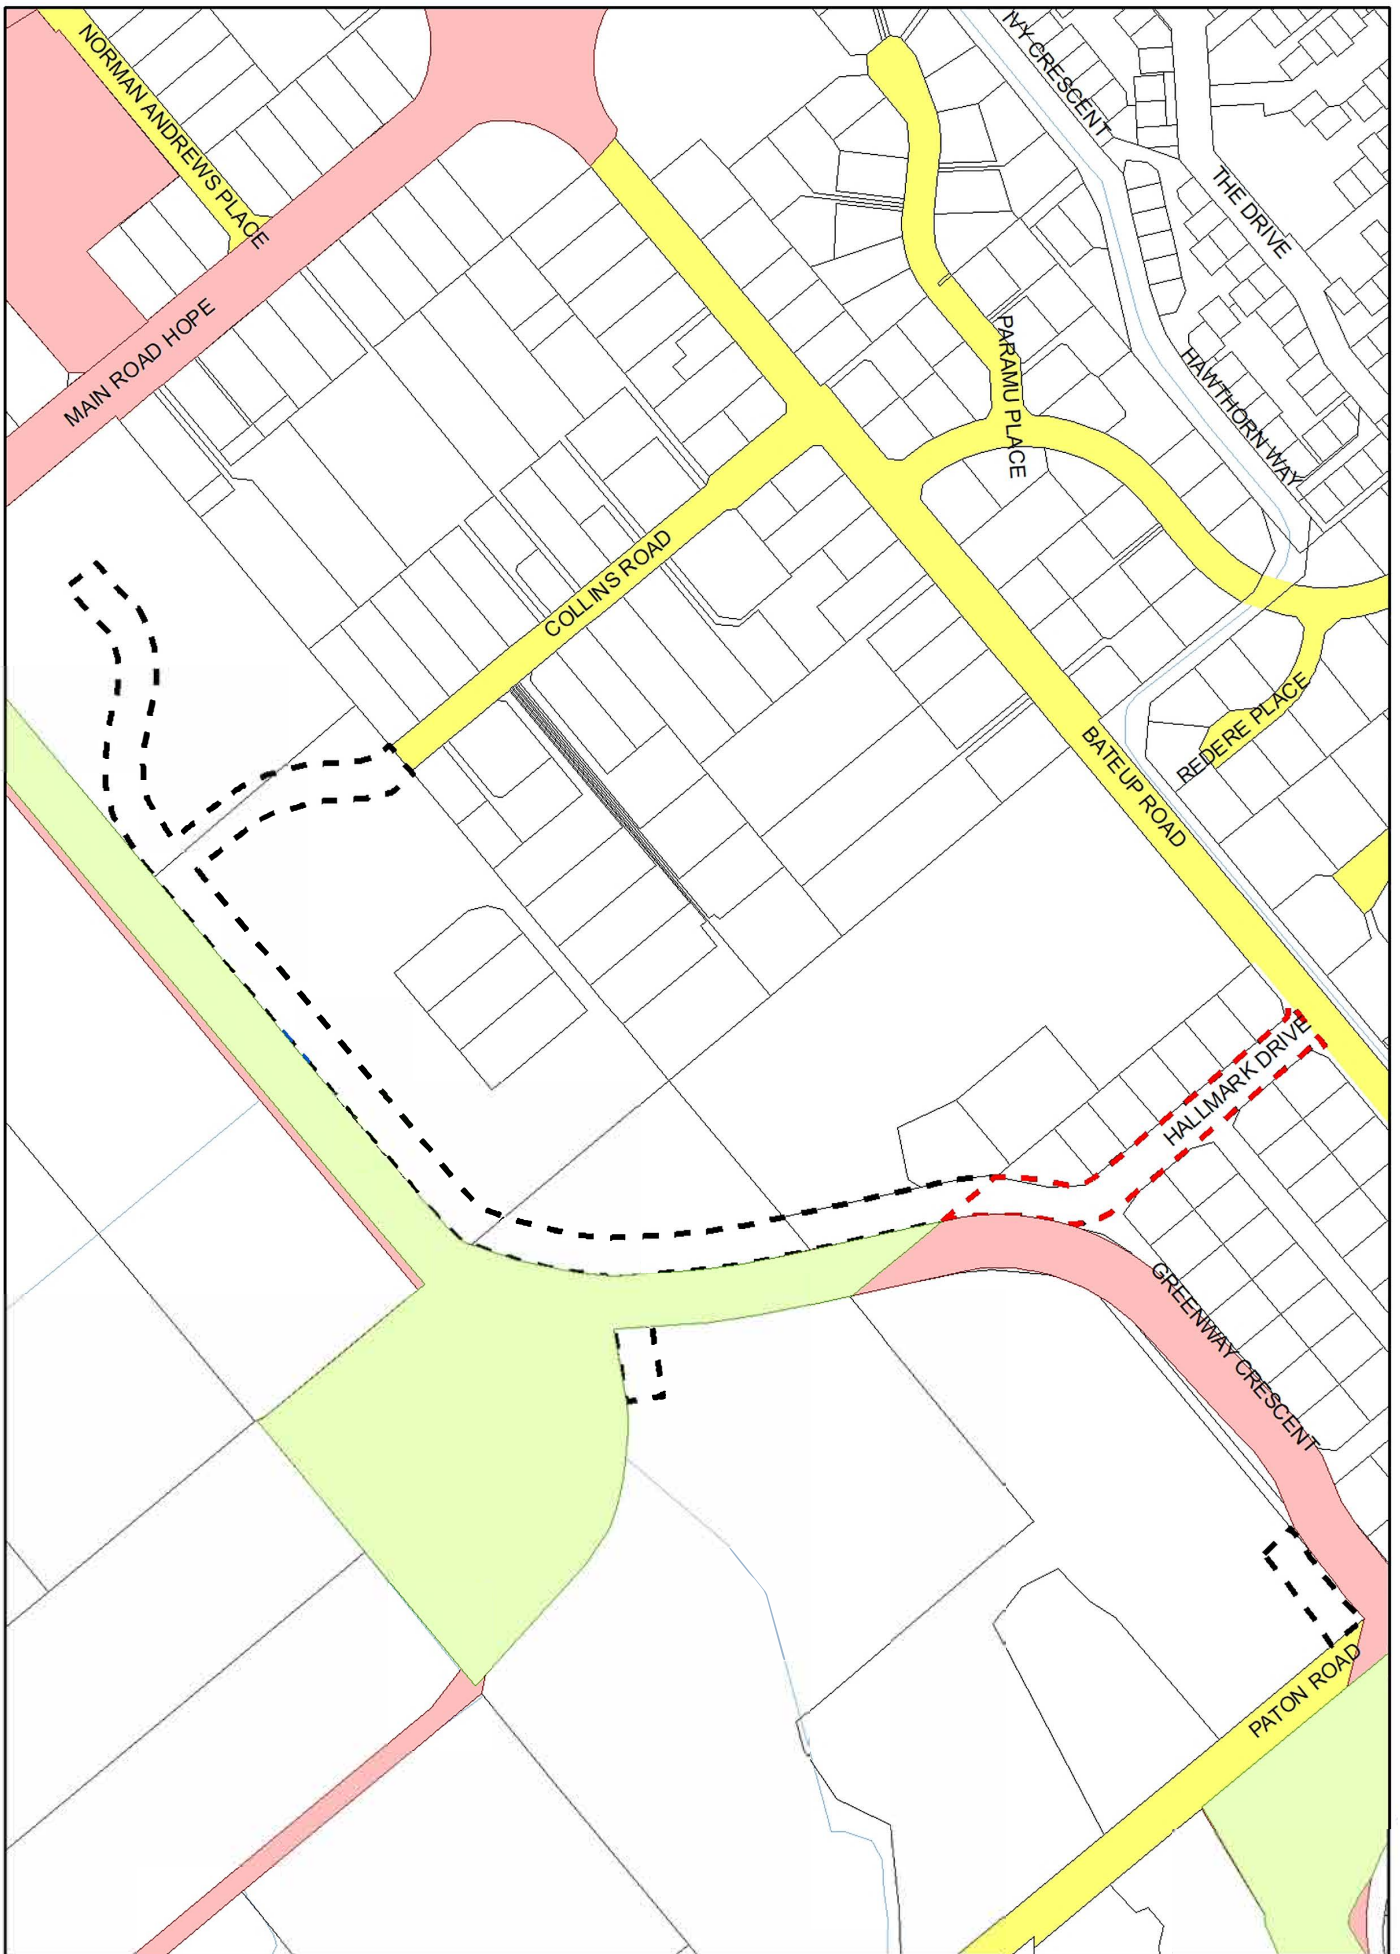 NORMAN ANDREWS PLACE
IVY CRESCENT
THE DRIVE
MAIN ROAD HOPE
PARAMU PLACE
HAWTHORN WAY
COLLINS ROAD
REDERE PLACE
BATEUP ROAD
HALLMARK DRIVE
GREENWAY CRESCENT
PATON ROAD